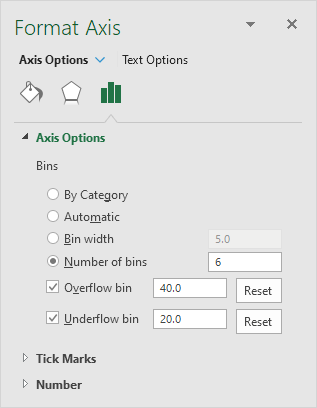 Format Axis
Axis Options Text Options
Axis Options
Bins
By Category
Automatic
Bin width 5.0
Number of bins 6
Overflow bin 40.0 Reset
Underflow bin 20.0 Reset
Tick Marks
Number